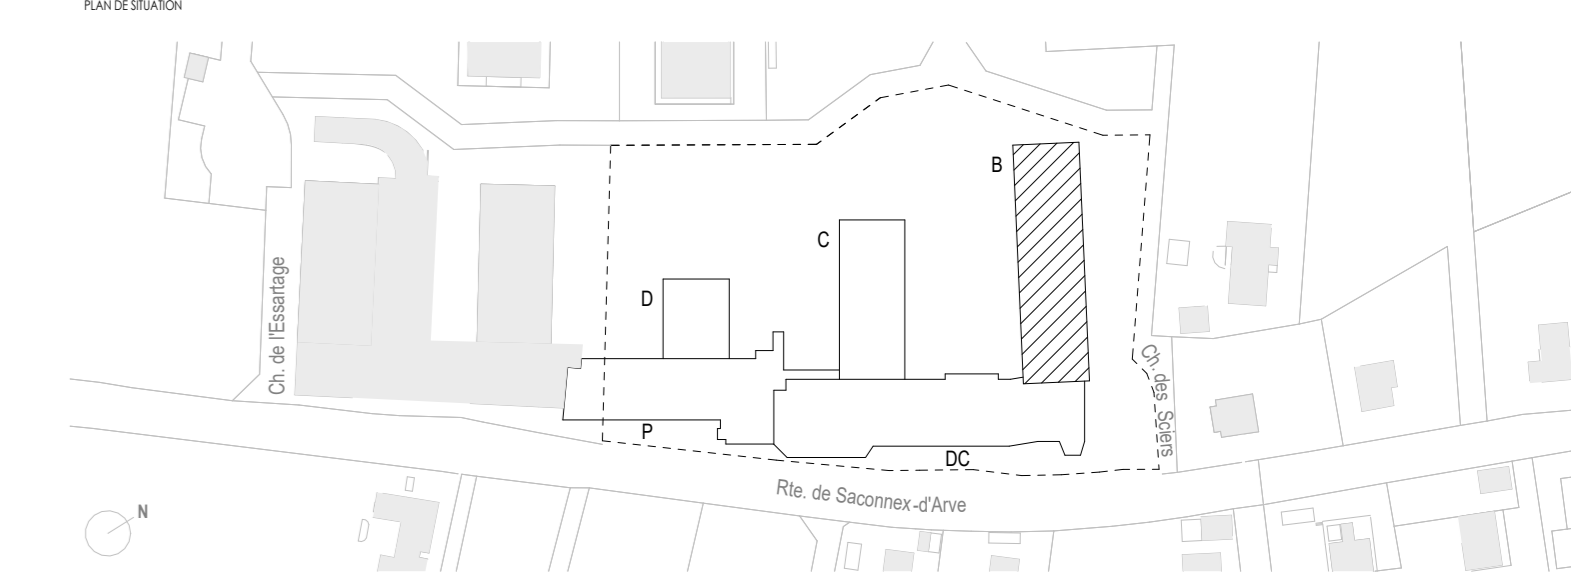 PLAN DE SITUATION
B
C
D
Ch. de l'Essartage
Ch. des Sciers
P
DC
Rte. de Saconnex-d'Arve
N